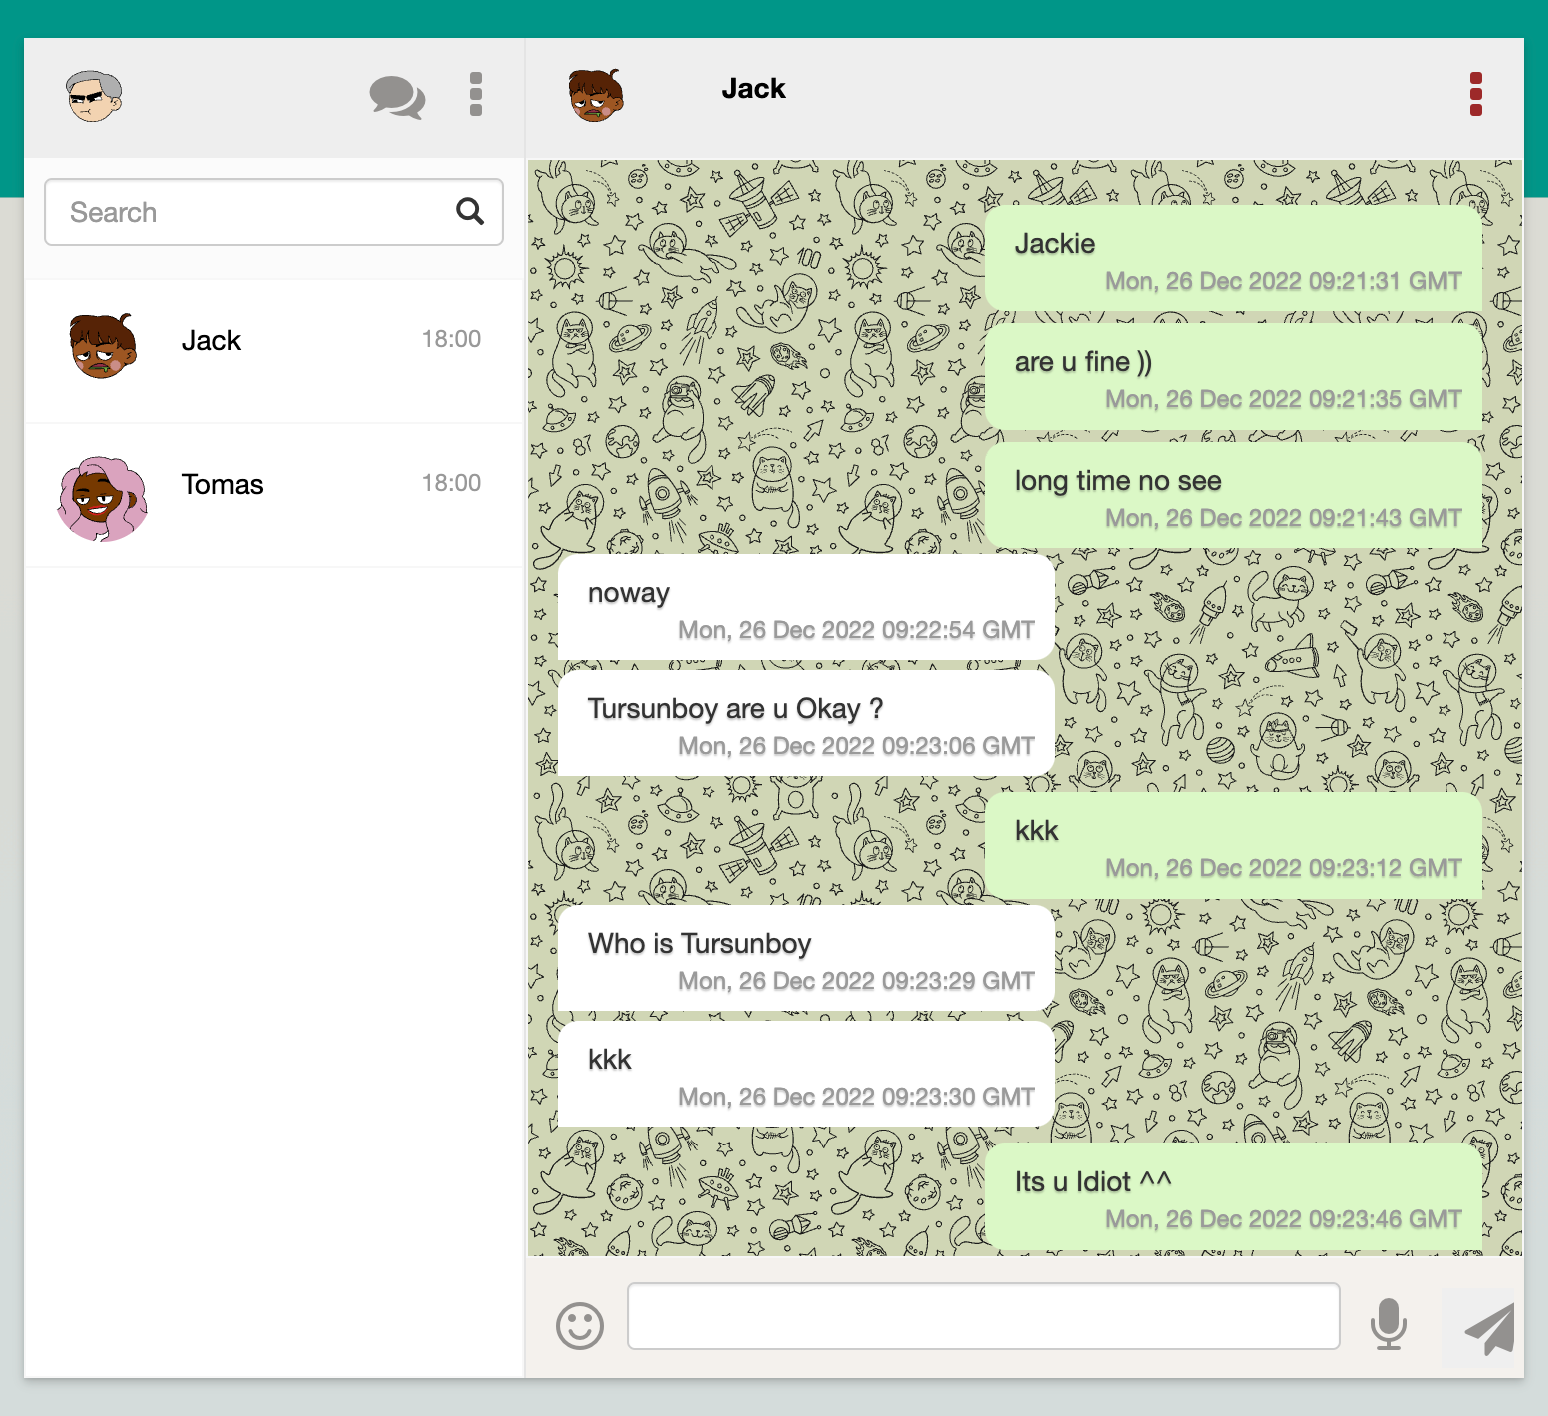 Jack
Search
Jack
18:00
Tomas
18:00
Jackie
Mon, 26 Dec 2022 09:21:31 GMT
are u fine ))
Mon, 26 Dec 2022 09:21:35 GMT
long time no see
Mon, 26 Dec 2022 09:21:43 GMT
noway
Mon, 26 Dec 2022 09:22:54 GMT
Tursunboy are u Okay ?
Mon, 26 Dec 2022 09:23:06 GMT
kkk
Mon, 26 Dec 2022 09:23:12 GMT
Who is Tursunboy
Mon, 26 Dec 2022 09:23:29 GMT
kkk
Mon, 26 Dec 2022 09:23:30 GMT
Its u Idiot ^^
Mon, 26 Dec 2022 09:23:46 GMT